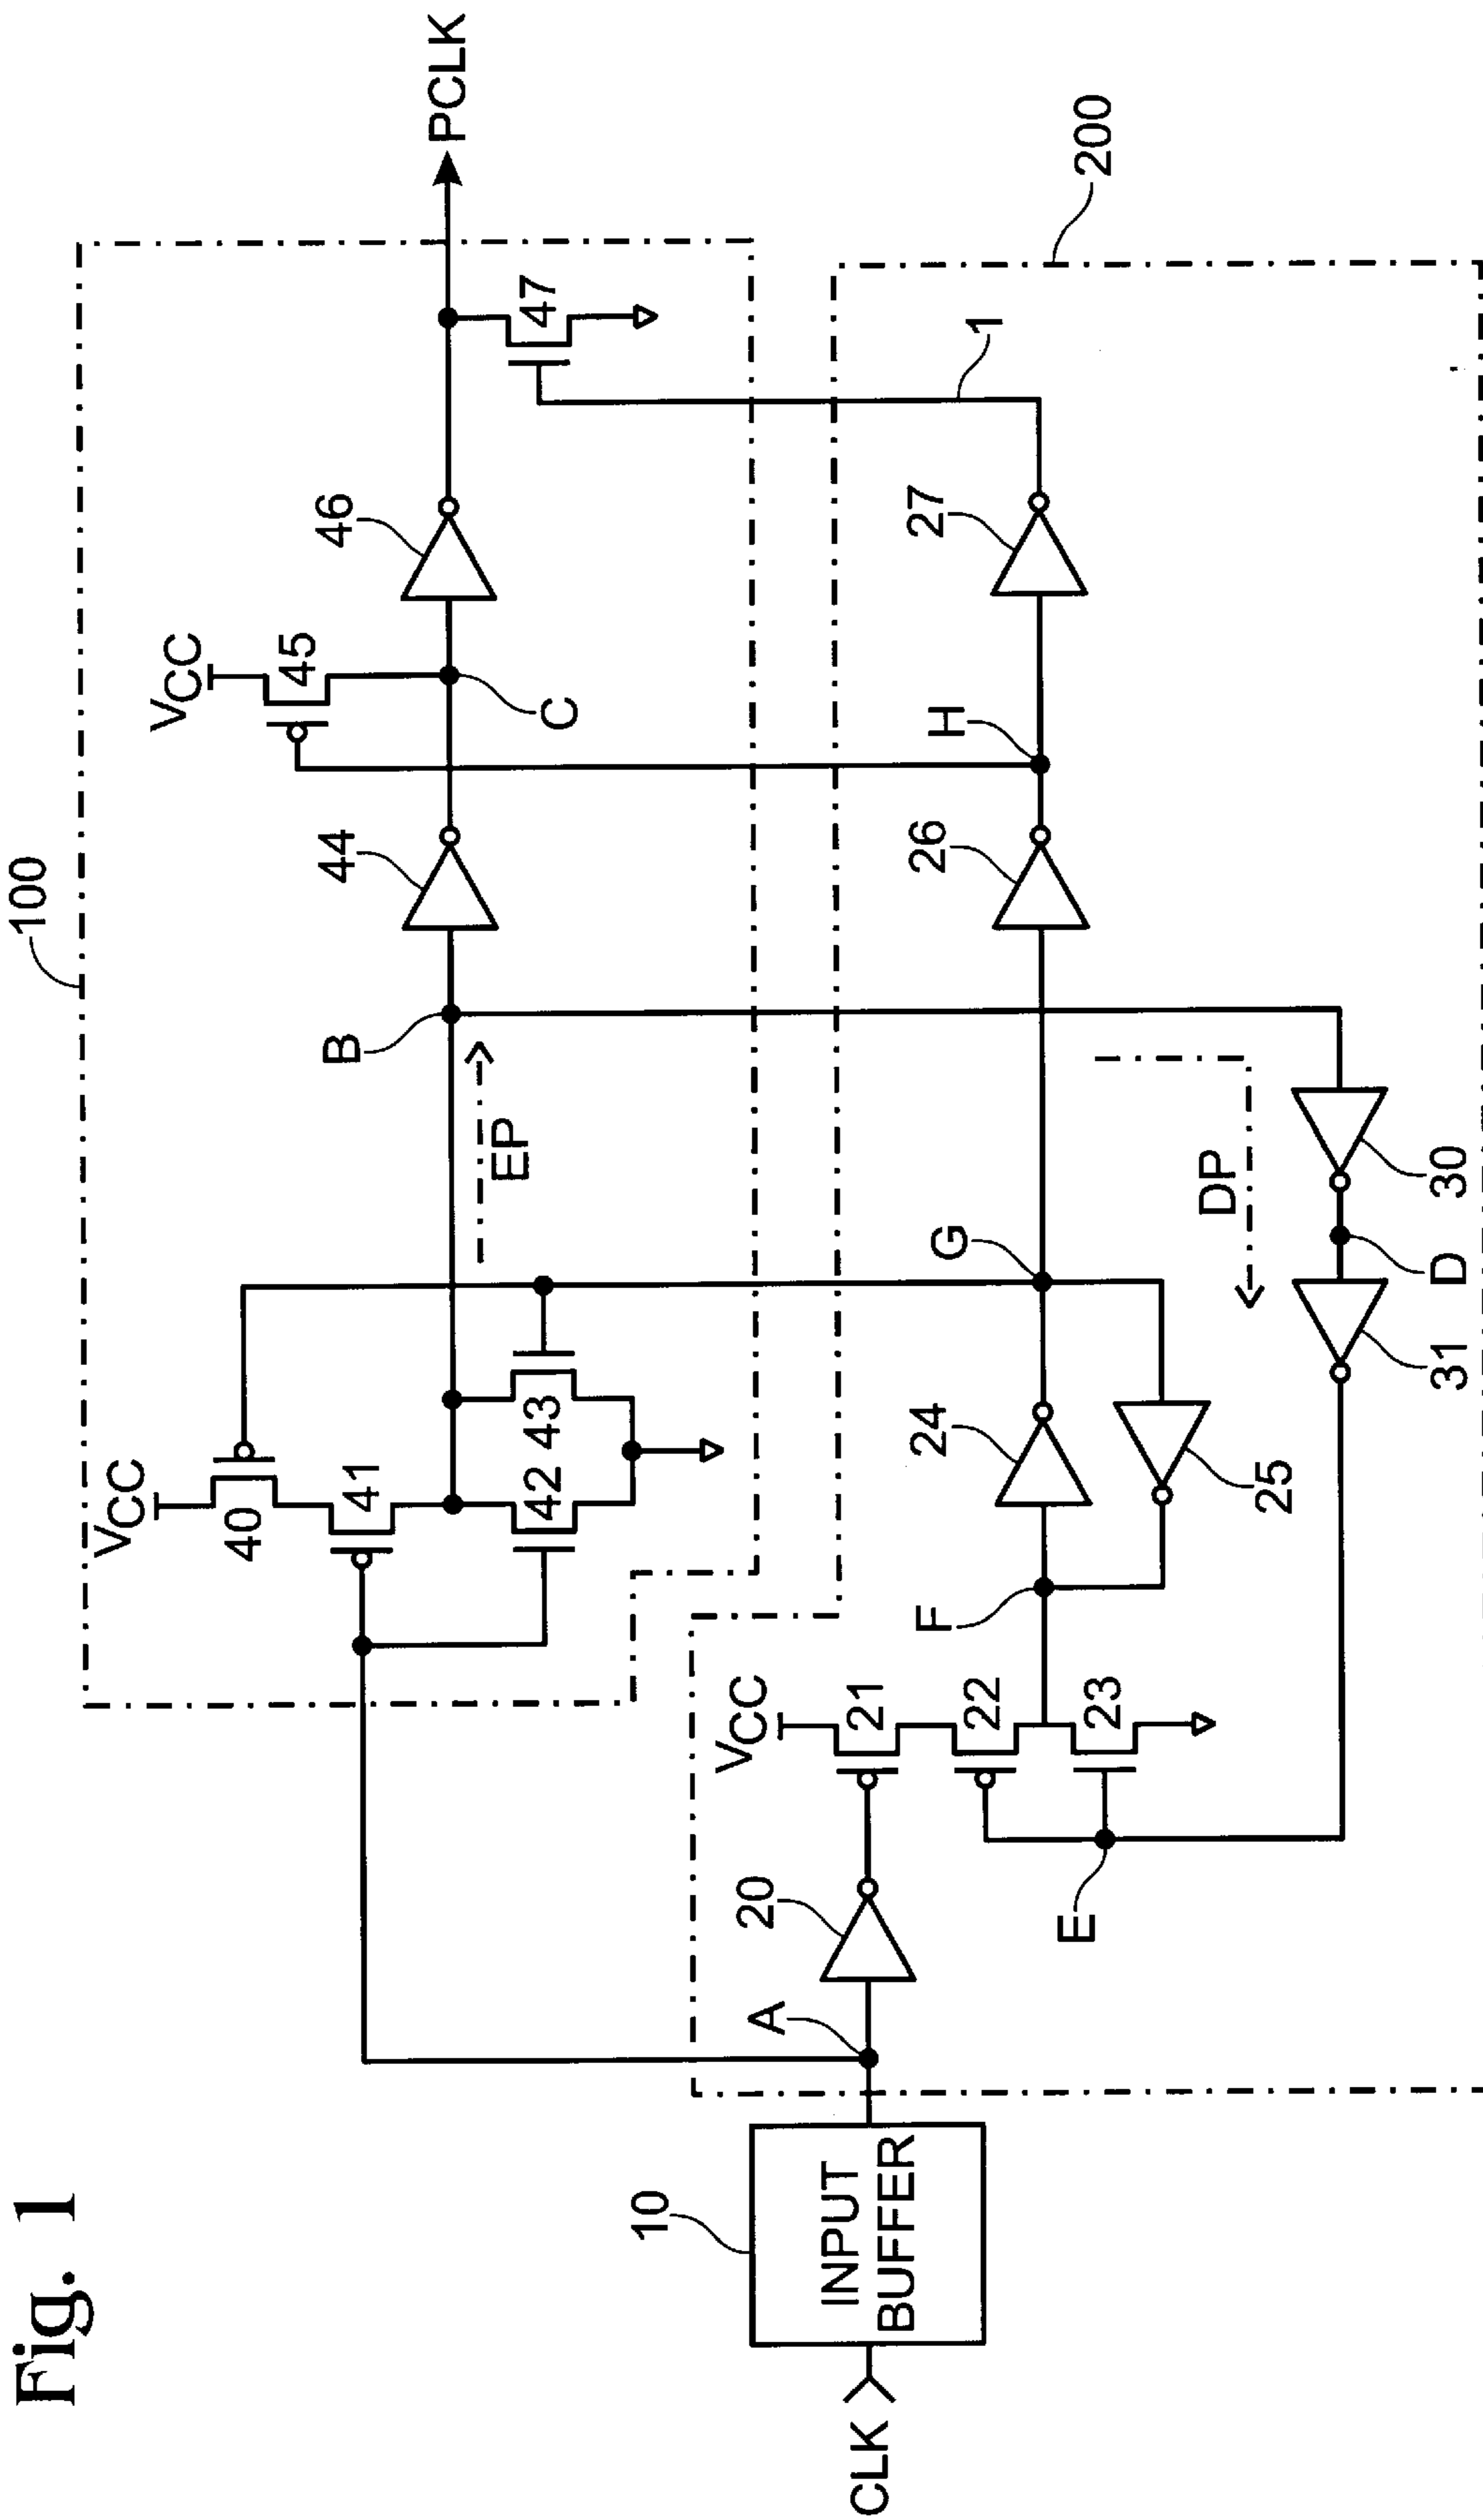 Fig. 1
100
VCC
40
41
42
43
EP
B
44
VCC
45
C
46
47
PCLK
CLK
10
INPUT
BUFFER
A
20
VCC
21
22
23
E
F
24
25
G
26
H
27
1
200
DP
31
D
30